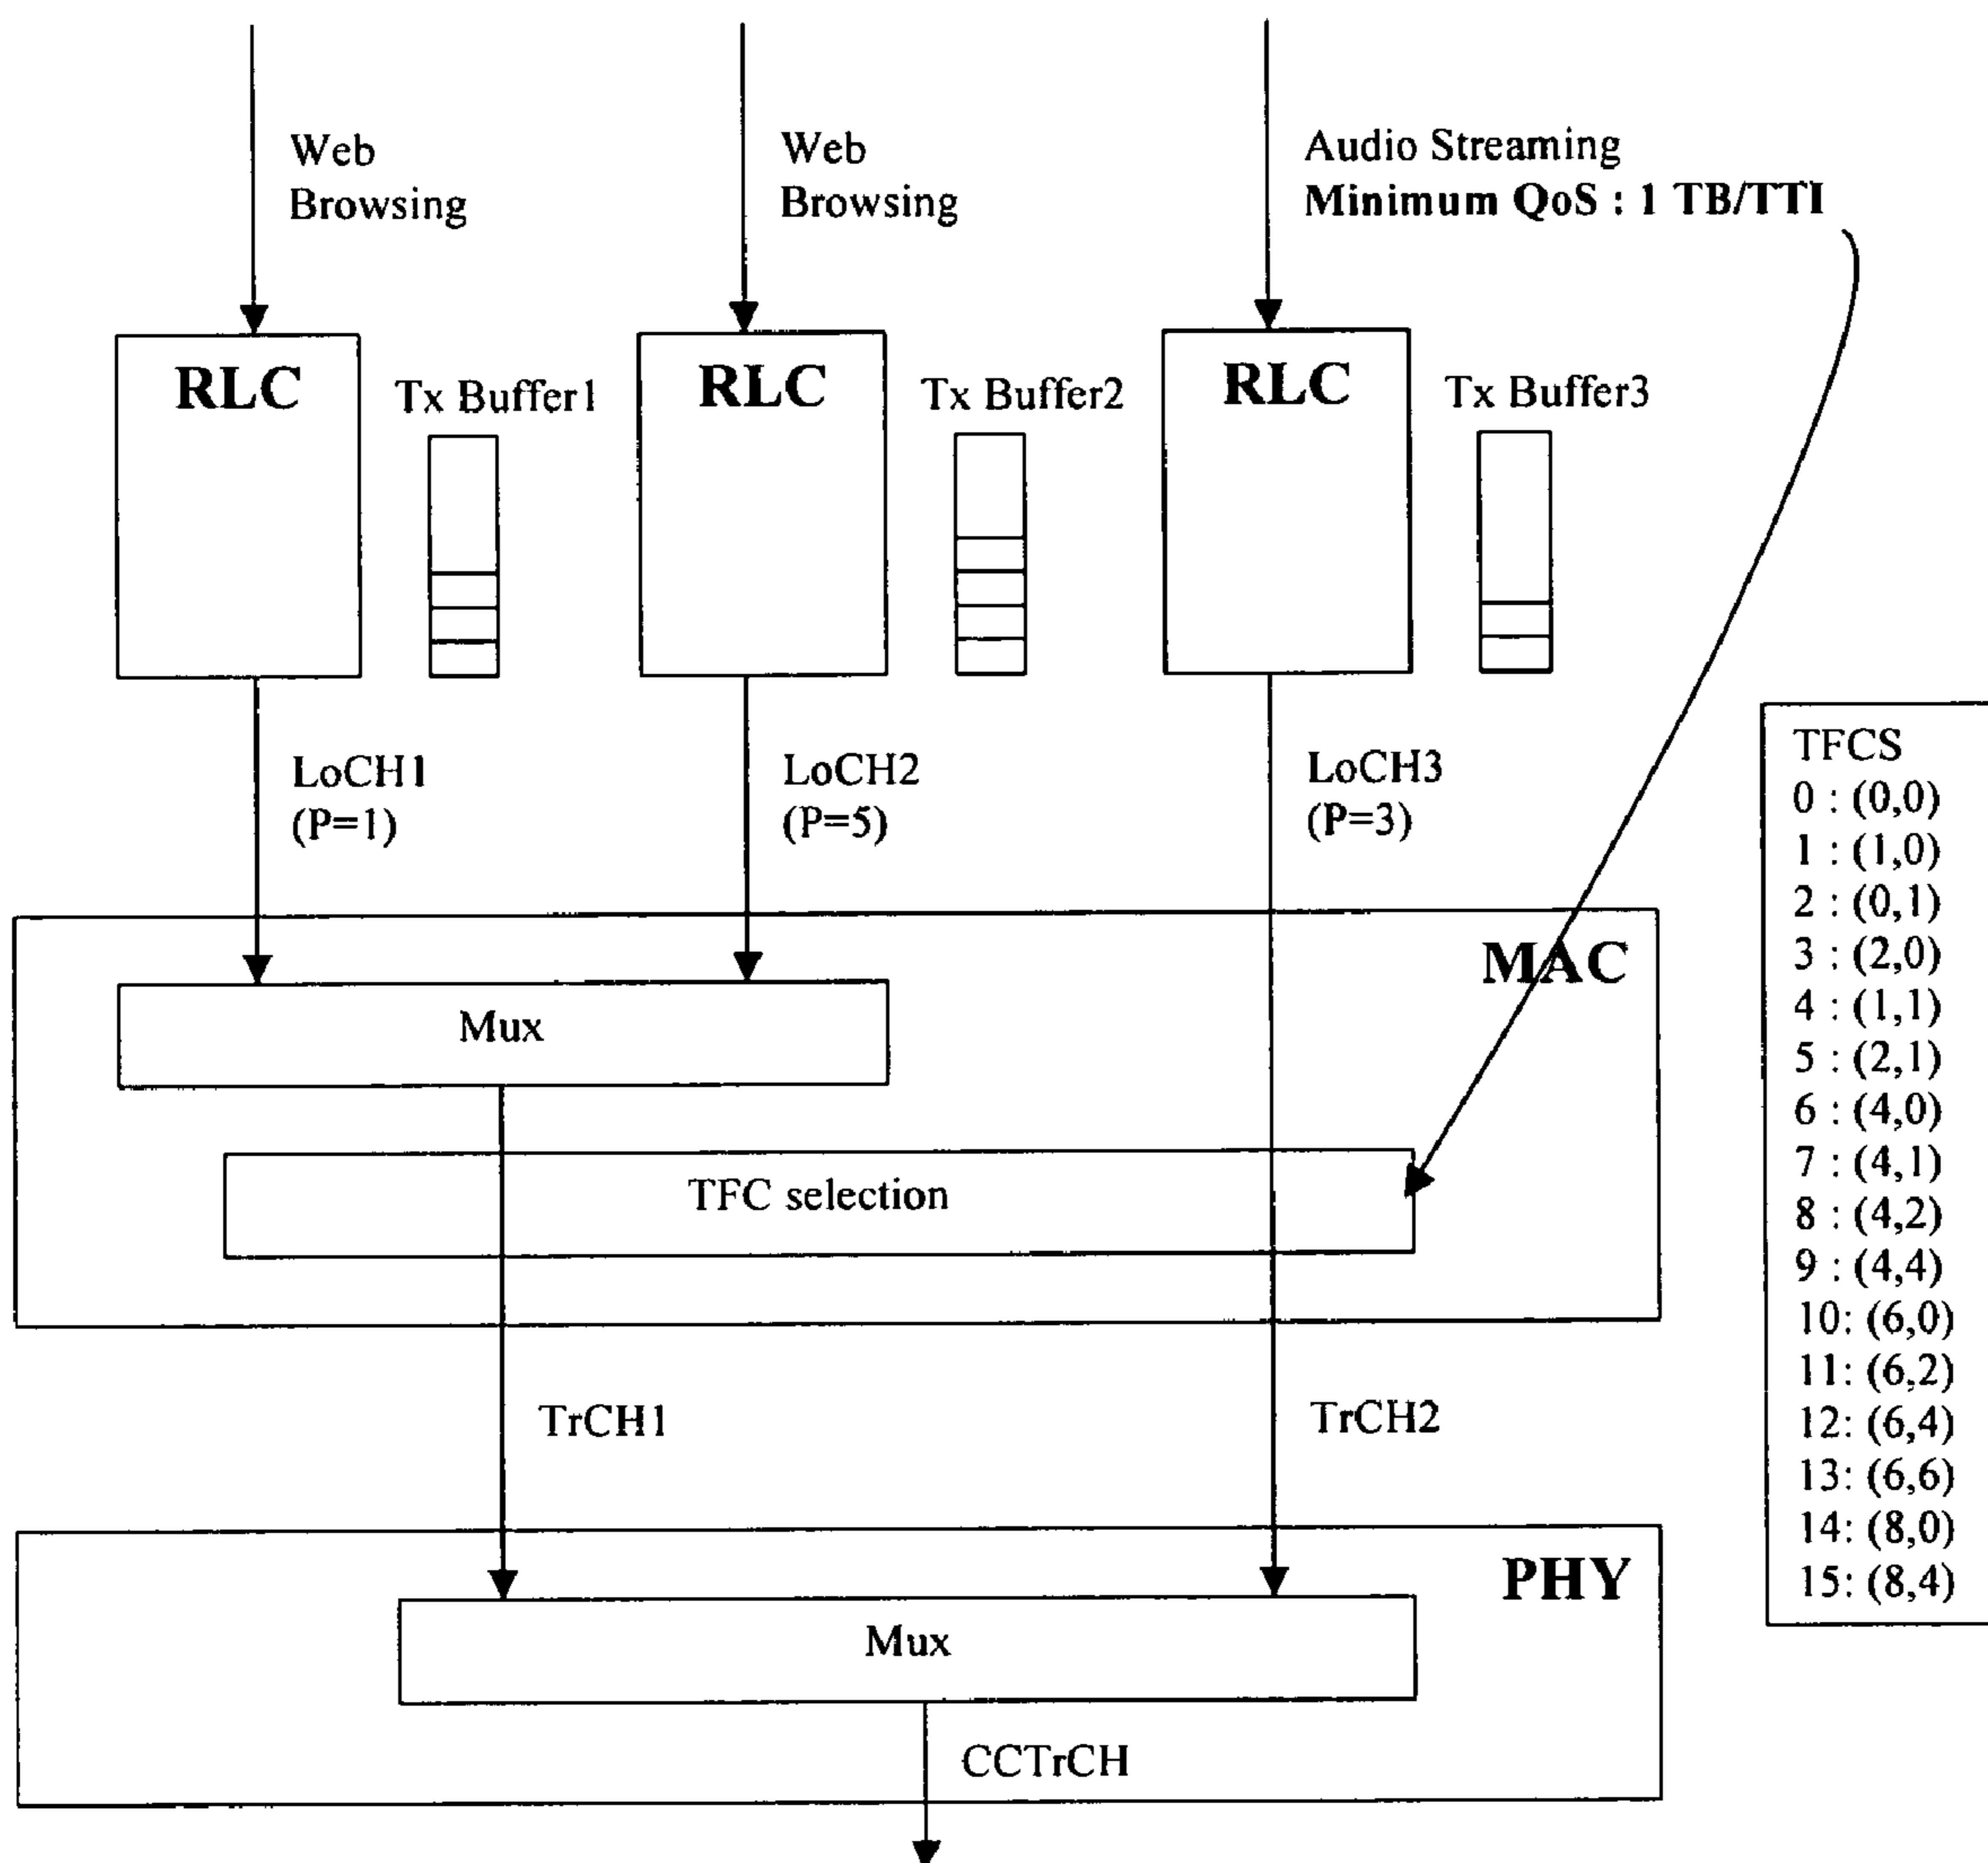 Web
Browsing
Web
Browsing
Audio Streaming
Minimum QoS : 1 TB/TTI
RLC
Tx Buffer1
RLC
Tx Buffer2
RLC
Tx Buffer3
LoCH1
(P=1)
LoCH2
(P=5)
LoCH3
(P=3)
TFCS
0 : (0,0)
1 : (1,0)
2 : (0,1)
3 : (2,0)
4 : (1,1)
5 : (2,1)
6 : (4,0)
7 : (4,1)
8 : (4,2)
9 : (4,4)
10: (6,0)
11: (6,2)
12: (6,4)
13: (6,6)
14: (8,0)
15: (8,4)
MAC
Mux
TFC selection
TrCH1
TrCH2
PHY
Mux
CCTrCH